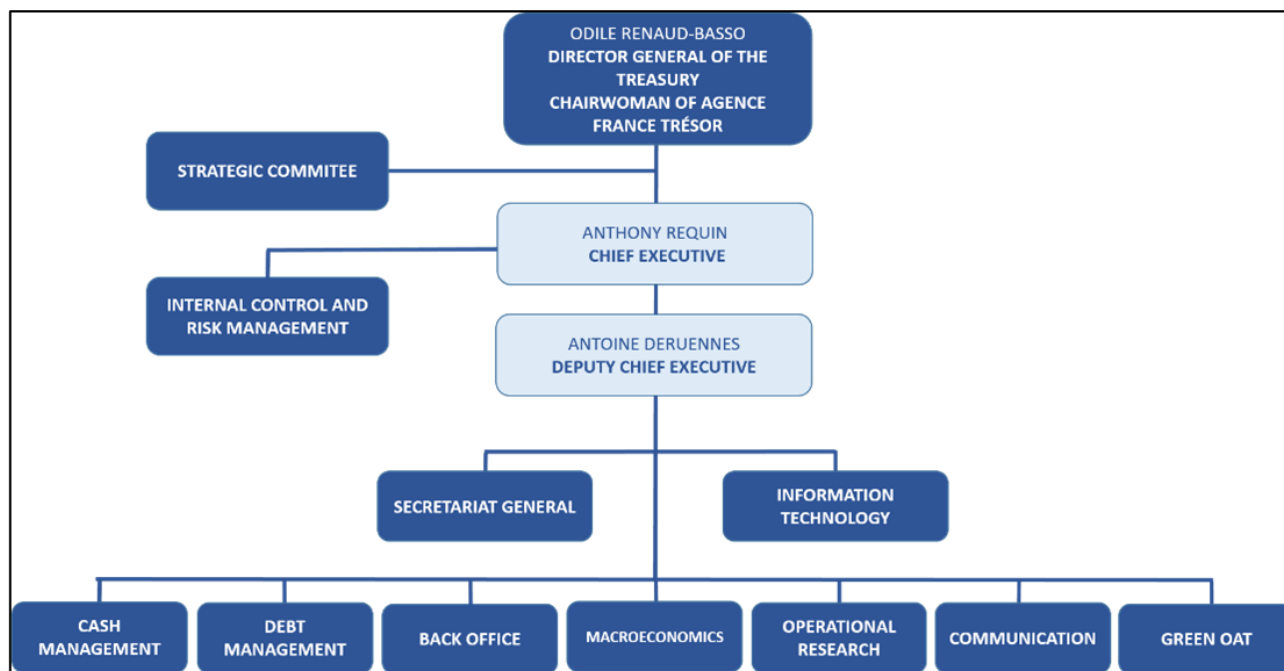 ODILE RENAUD-BASSO
DIRECTOR GENERAL OF THE
TREASURY
CHAIRWOMAN OF AGENCE
FRANCE TRÉSOR
STRATEGIC COMMITEE
ANTHONY REQUIN
CHIEF EXECUTIVE
INTERNAL CONTROL AND
RISK MANAGEMENT
ANTOINE DERUENNES
DEPUTY CHIEF EXECUTIVE
SECRETARIAT GENERAL
INFORMATION
TECHNOLOGY
CASH
MANAGEMENT
DEBT
MANAGEMENT
BACK OFFICE
MACROECONOMICS
OPERATIONAL
RESEARCH
COMMUNICATION
GREEN OAT